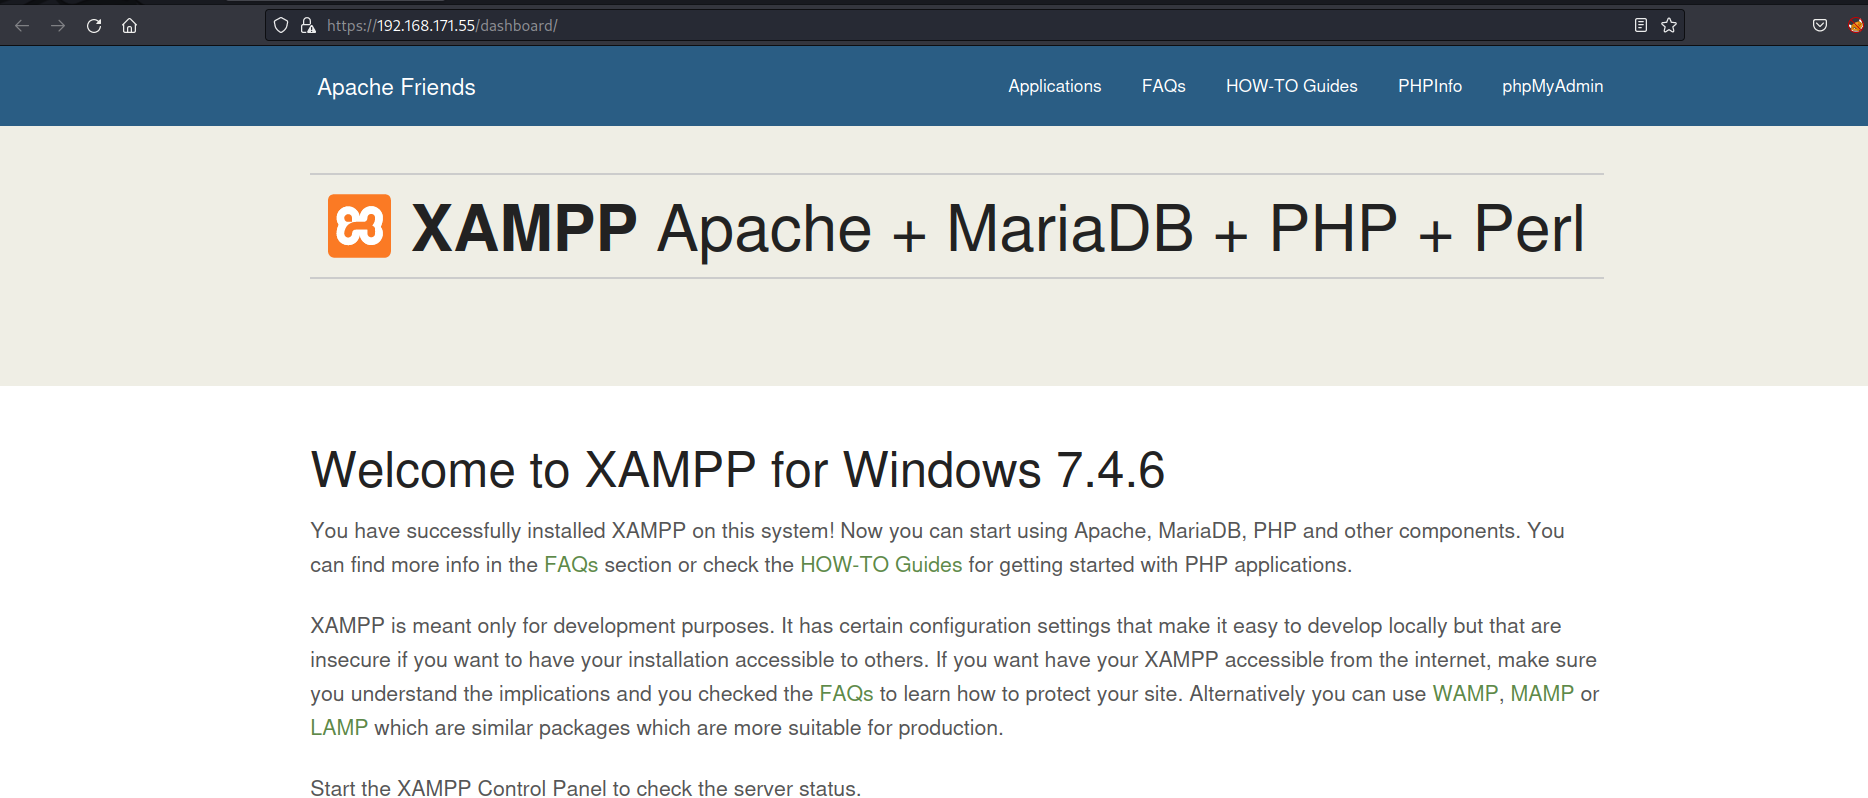 https://192.168.171.55/dashboard/
Apache Friends
Applications FAQs HOW-TO Guides PHPInfo phpMyAdmin
XAMPP Apache + MariaDB + PHP + Perl
Welcome to XAMPP for Windows 7.4.6
You have successfully installed XAMPP on this system! Now you can start using Apache, MariaDB, PHP and other components. You
can find more info in the FAQs section or check the HOW-TO Guides for getting started with PHP applications.
XAMPP is meant only for development purposes. It has certain configuration settings that make it easy to develop locally but that are
insecure if you want to have your installation accessible to others. If you want have your XAMPP accessible from the internet, make sure
you understand the implications and you checked the FAQs to learn how to protect your site. Alternatively you can use WAMP, MAMP or
LAMP which are similar packages which are more suitable for production.
Start the XAMPP Control Panel to check the server status.